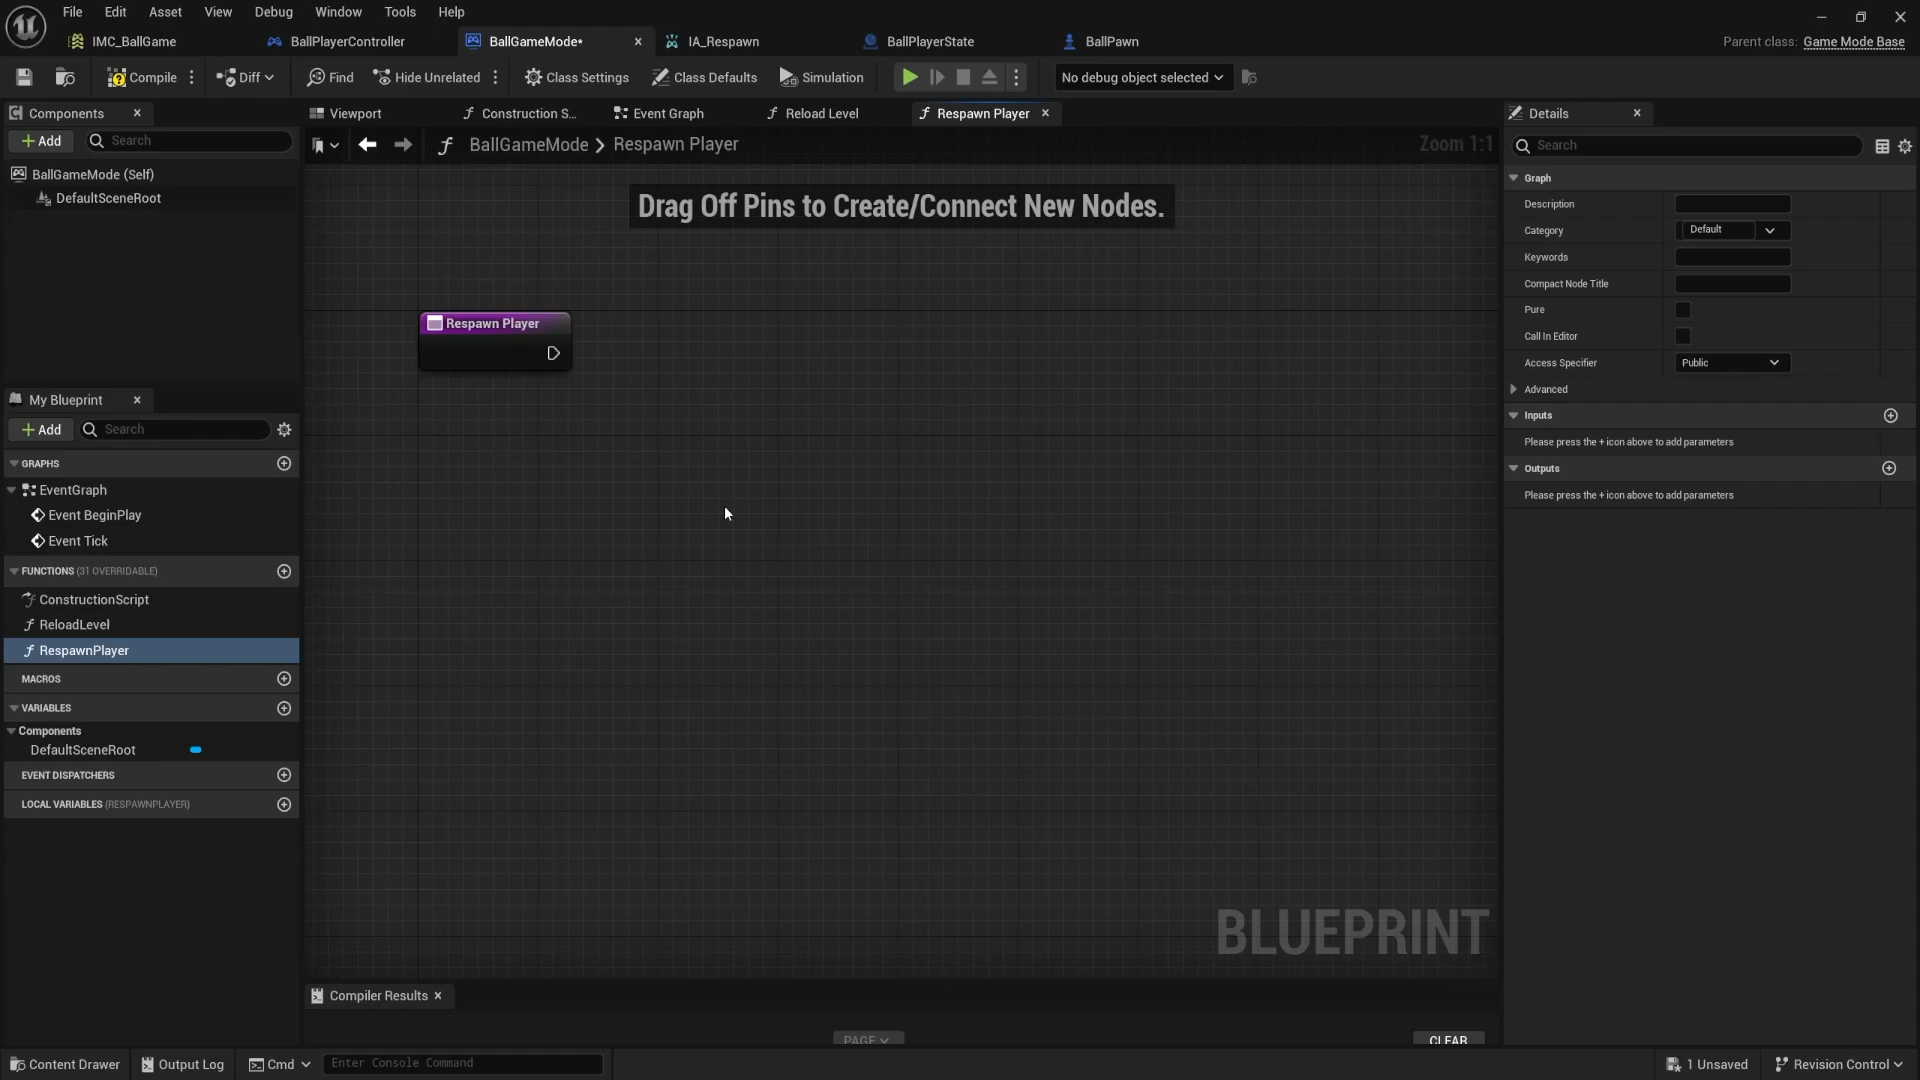 File Edit Asset View Debug Window Tools Help
IMC_BallGame BallPlayerController BallGameMode* IA_Respawn BallPlayerState BallPawn Parent class: Game Mode Base
Compile Diff Find Hide Unrelated Class Settings Class Defaults Simulation No debug object selected
Components
Add Search
BallGameMode (Self)
DefaultSceneRoot
My Blueprint
Add Search
GRAPHS
EventGraph
Event BeginPlay
Event Tick
FUNCTIONS (31 OVERRIDABLE)
ConstructionScript
ReloadLevel
RespawnPlayer
MACROS
VARIABLES
Components
DefaultSceneRoot
EVENT DISPATCHERS
LOCAL VARIABLES (RESPAWNPLAYER)
Viewport Construction S... Event Graph Reload Level Respawn Player
BallGameMode > Respawn Player Zoom 1:1
Drag Off Pins to Create/Connect New Nodes.
Respawn Player
BLUEPRINT
Compiler Results
PAGE CLEAR
Details
Search
Graph
Description
Category Default
Keywords
Compact Node Title
Pure
Call In Editor
Access Specifier Public
Advanced
Inputs
Please press the + icon above to add parameters
Outputs
Please press the + icon above to add parameters
Content Drawer Output Log Cmd Enter Console Command 1 Unsaved Revision Control